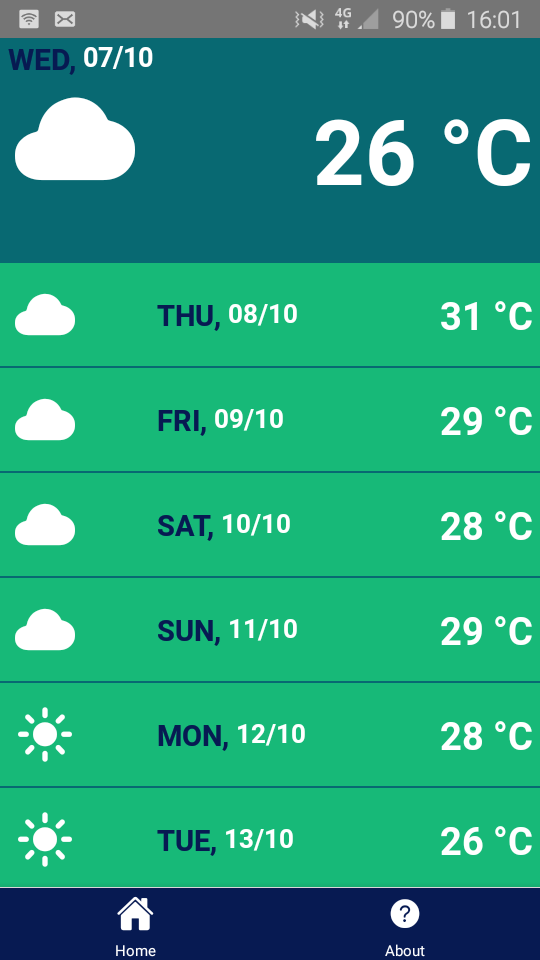 4G 90% 16:01
WED, 07/10
26 °C
THU, 08/10 31 °C
FRI, 09/10 29 °C
SAT, 10/10 28 °C
SUN, 11/10 29 °C
MON, 12/10 28 °C
TUE, 13/10 26 °C
?
Home About